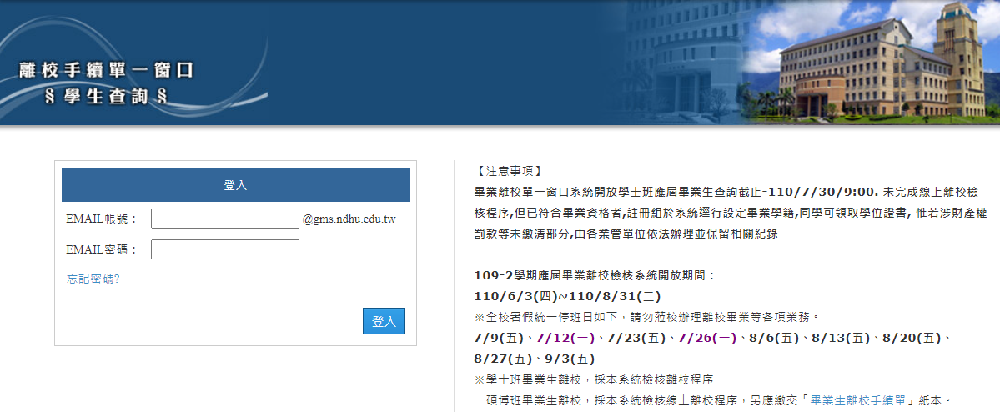 離校手續單一窗口
§學生查詢§
登入
EMAIL帳號：
@gms.ndhu.edu.tw
EMAIL密碼：
忘記密碼?
登入
【注意事項】
畢業離校單一窗口系統開放學士班應屆畢業生查詢截止-110/7/30/9:00. 未完成線上離校檢
核程序,但已符合畢業資格者,註冊組於系統逕行設定畢業學籍,同學可領取學位證書, 惟若涉財產權
罰款等未繳清部分,由各業管單位依法辦理並保留相關紀錄
109-2學期應屆畢業離校檢核系統開放期間：
110/6/3(四)~110/8/31(二)
※全校暑假統一停班日如下，請勿蒞校辦理離校畢業等各項業務。
7/9(五)、7/12(一)、7/23(五)、7/26(一)、8/6(五)、8/13(五)、8/20(五)、
8/27(五)、9/3(五)
※學士班畢業生離校，採本系統檢核離校程序
碩博班畢業生離校，採本系統檢核線上離校程序，另應繳交「畢業生離校手續單」紙本。